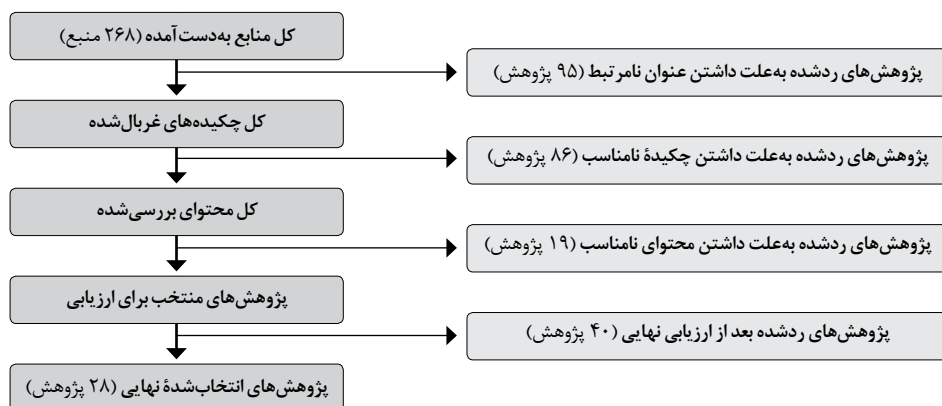 کل منابع به‌دست‌آمده (۲۶۸ منبع)
پژوهش‌های ردشده به‌علت داشتن عنوان نامرتبط (۹۵ پژوهش)
کل چکیده‌های غربال‌شده
پژوهش‌های ردشده به‌علت داشتن چکیدۀ نامناسب (۸۶ پژوهش)
کل محتوای بررسی‌شده
پژوهش‌های ردشده به‌علت داشتن محتوای نامناسب (۱۹ پژوهش)
پژوهش‌های منتخب برای ارزیابی
پژوهش‌های ردشده بعد از ارزیابی نهایی (۴۰ پژوهش)
پژوهش‌های انتخاب‌شدۀ نهایی (۲۸ پژوهش)